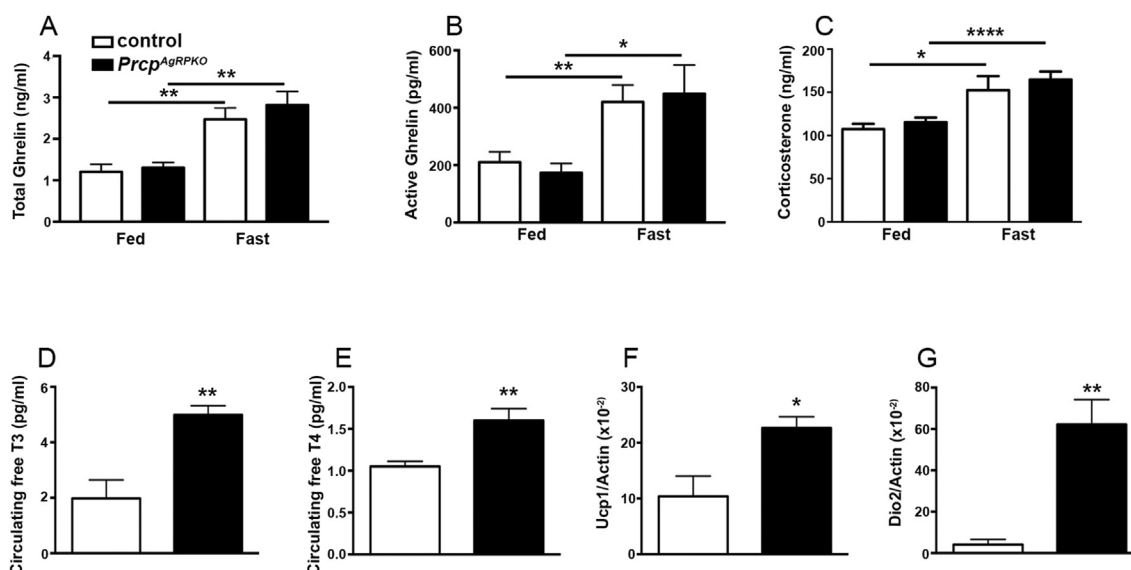 A
control
Prcp^AgRPKO
**
**
Total Ghrelin (ng/ml)
4
3
2
1
0
Fed Fast
B
*
**
Active Ghrelin (pg/ml)
600
400
200
0
Fed Fast
C
****
*
Corticosterone (ng/ml)
200
150
100
50
0
Fed Fast
D
Circulating free T3 (pg/ml)
6
4
2
0
**
E
Circulating free T4 (pg/ml)
2.0
1.5
1.0
0.5
0.0
**
F
Ucp1/Actin (x10^-2)
30
20
10
0
*
G
Dio2/Actin (x10^-2)
80
60
40
20
0
**